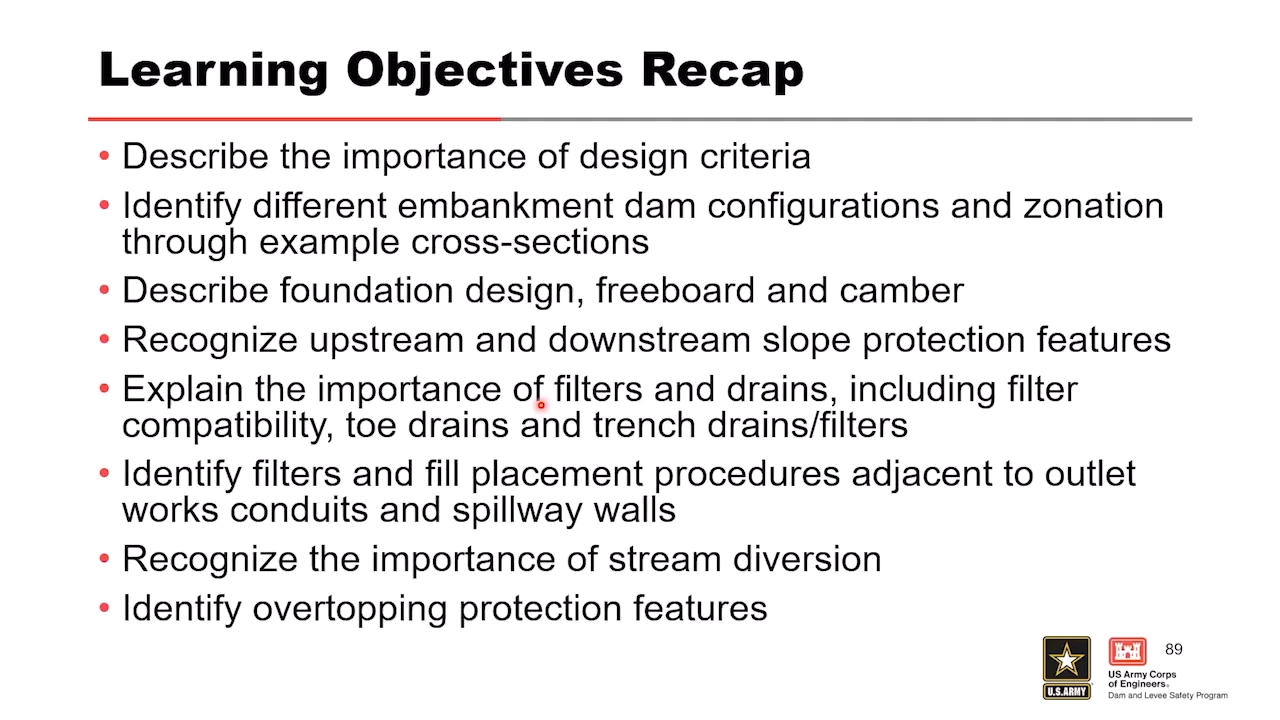 Learning Objectives Recap
• Describe the importance of design criteria
• Identify different embankment dam configurations and zonation
through example cross-sections
• Describe foundation design, freeboard and camber
• Recognize upstream and downstream slope protection features
• Explain the importance of filters and drains, including filter
compatibility, toe drains and trench drains/filters
• Identify filters and fill placement procedures adjacent to outlet
works conduits and spillway walls
• Recognize the importance of stream diversion
• Identify overtopping protection features
89
U.S.ARMY
US Army Corps
of Engineers®
Dam and Levee Safety Program